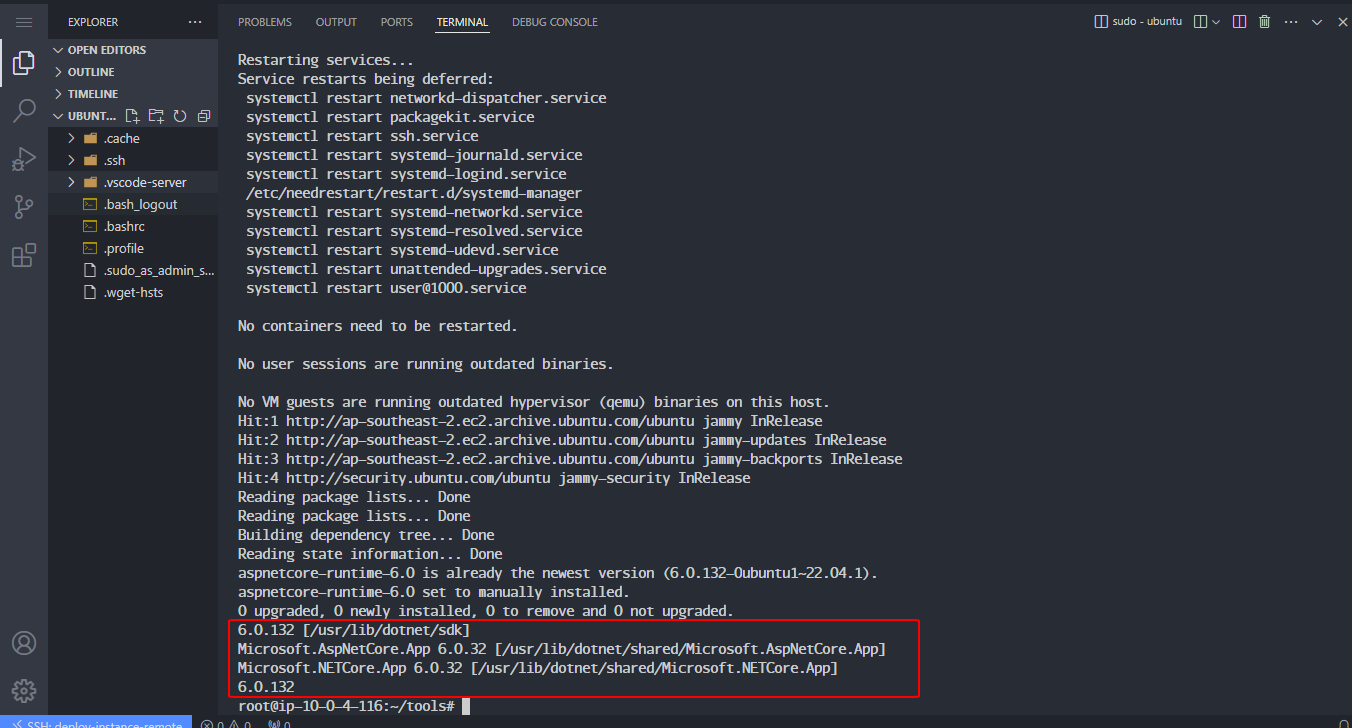 EXPLORER
OPEN EDITORS
OUTLINE
TIMELINE
UBUNT...
.cache
.ssh
.vscode-server
.bash_logout
.bashrc
.profile
.sudo_as_admin_s...
.wget-hsts
PROBLEMS OUTPUT PORTS TERMINAL DEBUG CONSOLE
sudo - ubuntu
Restarting services...
Service restarts being deferred:
systemctl restart networkd-dispatcher.service
systemctl restart packagekit.service
systemctl restart ssh.service
systemctl restart systemd-journald.service
systemctl restart systemd-logind.service
/etc/needrestart/restart.d/systemd-manager
systemctl restart systemd-networkd.service
systemctl restart systemd-resolved.service
systemctl restart systemd-udevd.service
systemctl restart unattended-upgrades.service
systemctl restart user@1000.service
No containers need to be restarted.
No user sessions are running outdated binaries.
No VM guests are running outdated hypervisor (qemu) binaries on this host.
Hit:1 http://ap-southeast-2.ec2.archive.ubuntu.com/ubuntu jammy InRelease
Hit:2 http://ap-southeast-2.ec2.archive.ubuntu.com/ubuntu jammy-updates InRelease
Hit:3 http://ap-southeast-2.ec2.archive.ubuntu.com/ubuntu jammy-backports InRelease
Hit:4 http://security.ubuntu.com/ubuntu jammy-security InRelease
Reading package lists... Done
Reading package lists... Done
Building dependency tree... Done
Reading state information... Done
aspnetcore-runtime-6.0 is already the newest version (6.0.132-0ubuntu1~22.04.1).
aspnetcore-runtime-6.0 set to manually installed.
0 upgraded, 0 newly installed, 0 to remove and 0 not upgraded.
6.0.132 [/usr/lib/dotnet/sdk]
Microsoft.AspNetCore.App 6.0.32 [/usr/lib/dotnet/shared/Microsoft.AspNetCore.App]
Microsoft.NETCore.App 6.0.32 [/usr/lib/dotnet/shared/Microsoft.NETCore.App]
6.0.132
root@ip-10-0-4-116:~/tools#
SSH: deploy-instance-remote 0 0 0